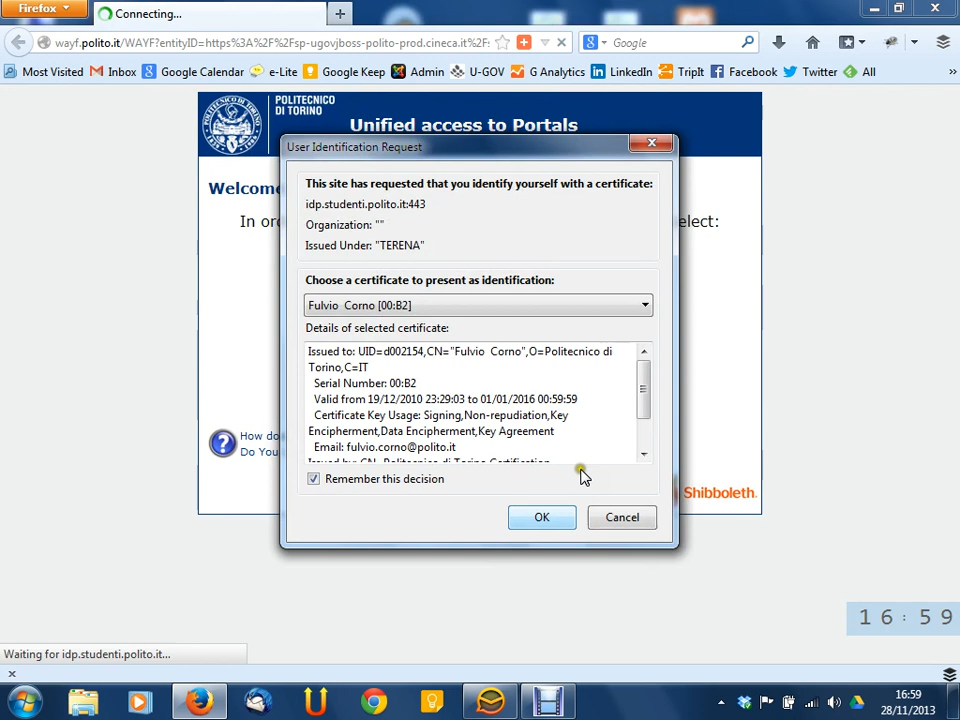 Firefox
Connecting...
wayf.polito.it/WAYF?entityID=https%3A%2F%2Fsp-ugovjboss-polito-prod.cineca.it%2F:
Google
Most Visited
Inbox
Google Calendar
e-Lite
Google Keep
Admin
U-GOV
G Analytics
LinkedIn
TripIt
Facebook
Twitter
All
»
POLITECNICO
DI TORINO
Unified access to Portals
User Identification Request
Welcome
In or
elect:
This site has requested that you identify yourself with a certificate:
idp.studenti.polito.it:443
Organization: ""
Issued Under: "TERENA"
Choose a certificate to present as identification:
Fulvio Corno [00:B2]
Details of selected certificate:
Issued to: UID=d002154,CN="Fulvio Corno",O=Politecnico di
Torino,C=IT
Serial Number: 00:B2
Valid from 19/12/2010 23:29:03 to 01/01/2016 00:59:59
Certificate Key Usage: Signing,Non-repudiation,Key
Encipherment,Data Encipherment,Key Agreement
Email: fulvio.corno@polito.it
Issued by: CN=Politecnico di Torino Certification
Remember this decision
OK
Cancel
How do
Do You
Shibboleth.
16:59
Waiting for idp.studenti.polito.it...
16:59
28/11/2013